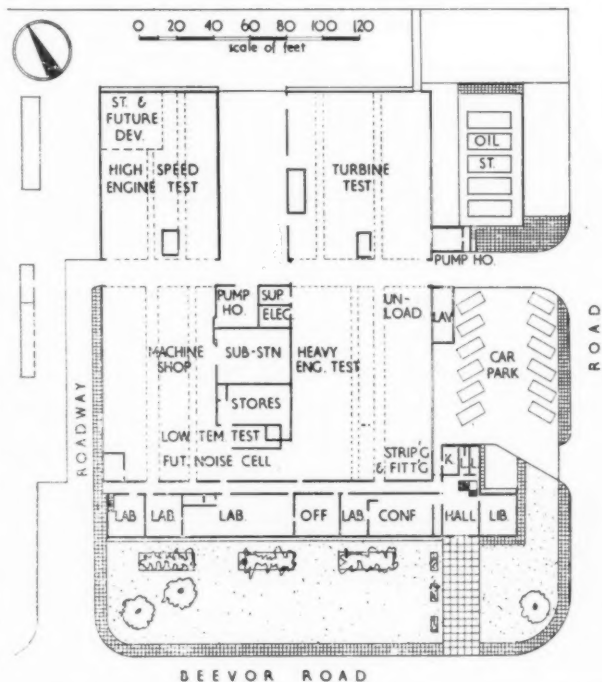 0 20 40 60 80 100 120
scale of feet
ST. &
FUTURE
DEV.
HIGH SPEED
ENGINE TEST
TURBINE
TEST
OIL
ST.
PUMP HO.
PUMP
HO.
SUP
ELEC
UN-
LOAD
LAV
MACHINE
SHOP
SUB-STN
HEAVY
ENG. TEST
CAR
PARK
ROAD
ROADWAY
STORES
LOW TEM TEST
FUT. NOISE CELL
STRIP'G
& FITT'G
K. L. L.
LAB. LAB. LAB. OFF LAB. CONF HALL LIB.
BEEVOR ROAD